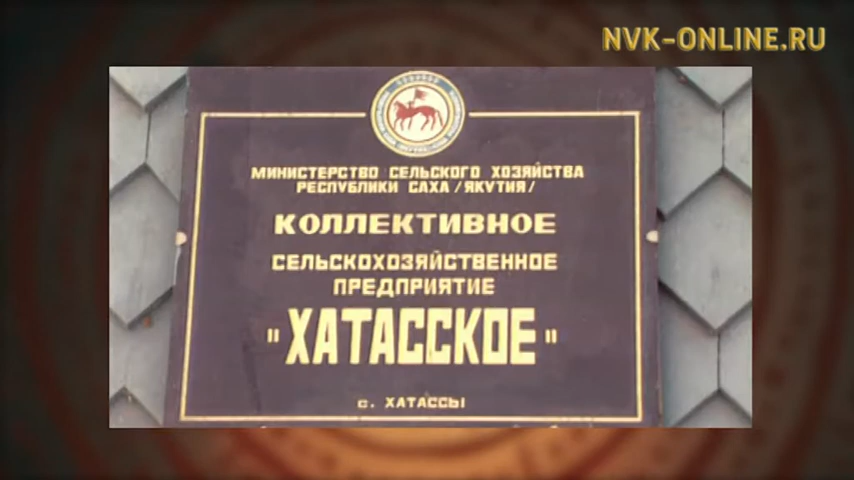 NVK-ONLINE.RU
МИНИСТЕРСТВО СЕЛЬСКОГО ХОЗЯЙСТВА
РЕСПУБЛИКИ САХА /ЯКУТИЯ/
КОЛЛЕКТИВНОЕ
СЕЛЬСКОХОЗЯЙСТВЕННОЕ
ПРЕДПРИЯТИЕ
"ХАТАССКОЕ"
с. ХАТАССЫ